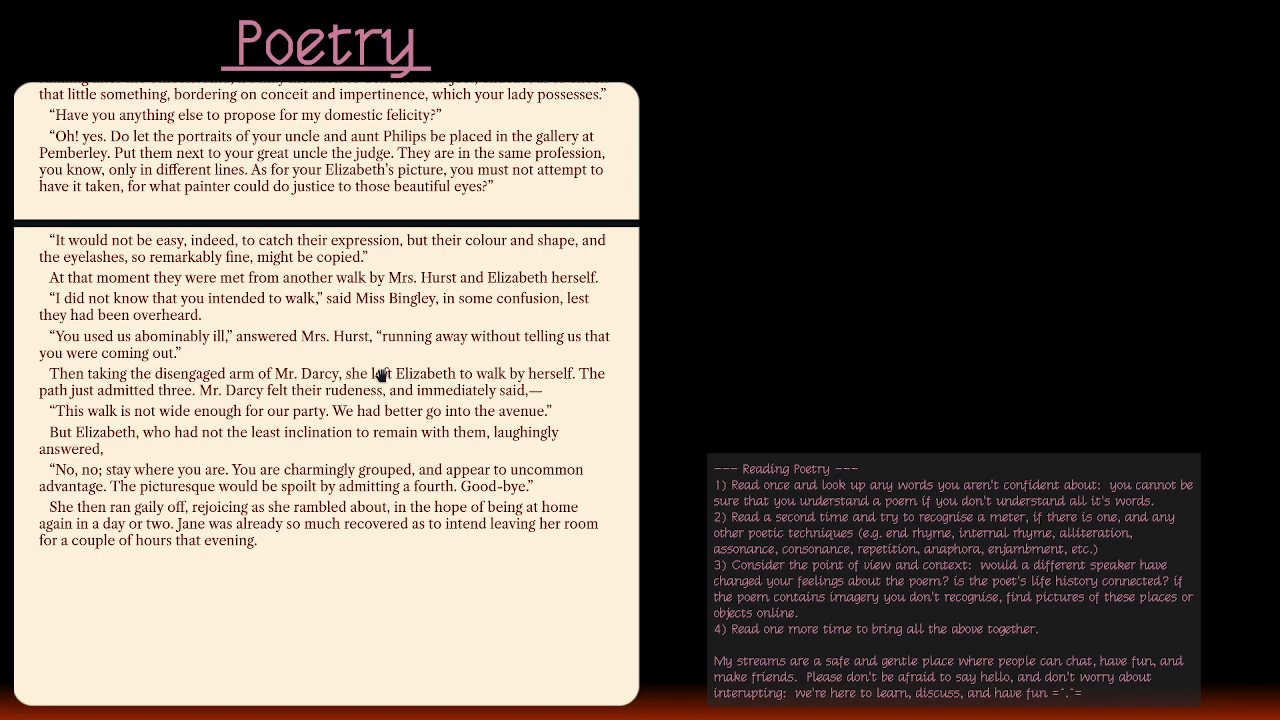 Poetry
that little something, bordering on conceit and impertinence, which your lady possesses.”
“Have you anything else to propose for my domestic felicity?”
“Oh! yes. Do let the portraits of your uncle and aunt Philips be placed in the gallery at
Pemberley. Put them next to your great uncle the judge. They are in the same profession,
you know, only in different lines. As for your Elizabeth’s picture, you must not attempt to
have it taken, for what painter could do justice to those beautiful eyes?”
“It would not be easy, indeed, to catch their expression, but their colour and shape, and
the eyelashes, so remarkably fine, might be copied.”
At that moment they were met from another walk by Mrs. Hurst and Elizabeth herself.
“I did not know that you intended to walk,” said Miss Bingley, in some confusion, lest
they had been overheard.
“You used us abominably ill,” answered Mrs. Hurst, “running away without telling us that
you were coming out.”
Then taking the disengaged arm of Mr. Darcy, she left Elizabeth to walk by herself. The
path just admitted three. Mr. Darcy felt their rudeness, and immediately said,—
“This walk is not wide enough for our party. We had better go into the avenue.”
But Elizabeth, who had not the least inclination to remain with them, laughingly
answered,
“No, no; stay where you are. You are charmingly grouped, and appear to uncommon
advantage. The picturesque would be spoilt by admitting a fourth. Good-bye.”
She then ran gaily off, rejoicing as she rambled about, in the hope of being at home
again in a day or two. Jane was already so much recovered as to intend leaving her room
for a couple of hours that evening.
--- Reading Poetry ---
1) Read once and look up any words you aren't confident about: you cannot be
sure that you understand a poem if you don't understand all it's words.
2) Read a second time and try to recognise a meter, if there is one, and any
other poetic techniques (e.g. end rhyme, internal rhyme, alliteration,
assonance, consonance, repetition, anaphora, enjambment, etc.)
3) Consider the point of view and context: would a different speaker have
changed your feelings about the poem? is the poet's life history connected? if
the poem contains imagery you don't recognise, find pictures of these places or
objects online.
4) Read one more time to bring all the above together.
My streams are a safe and gentle place where people can chat, have fun, and
make friends. Please don't be afraid to say hello, and don't worry about
interupting: we're here to learn, discuss, and have fun =^.^=